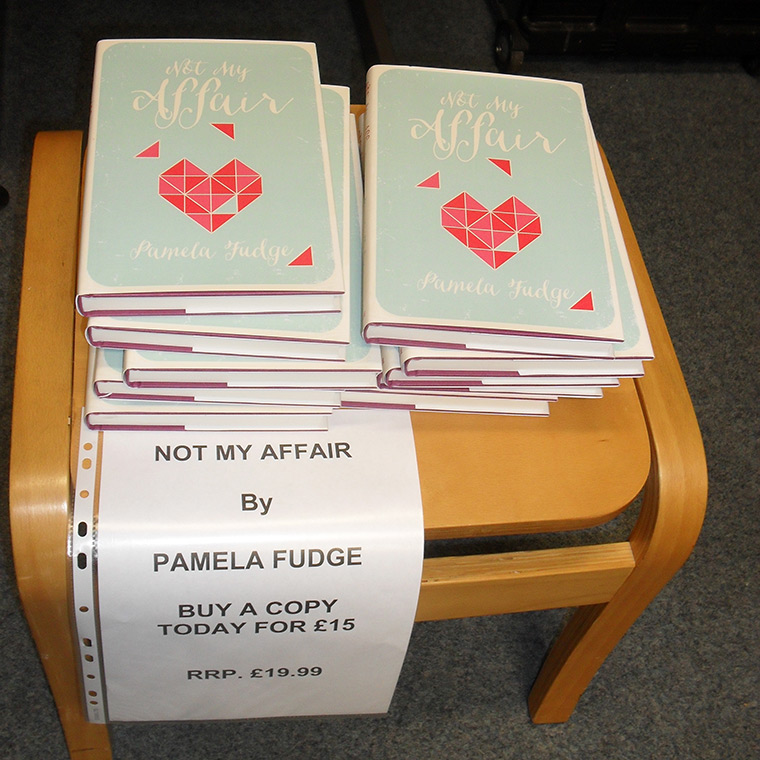 Not My
Affair
Pamela Fudge
Not My
Affair
Pamela Fudge
NOT MY AFFAIR
By
PAMELA FUDGE
BUY A COPY
TODAY FOR £15
RRP. £19.99